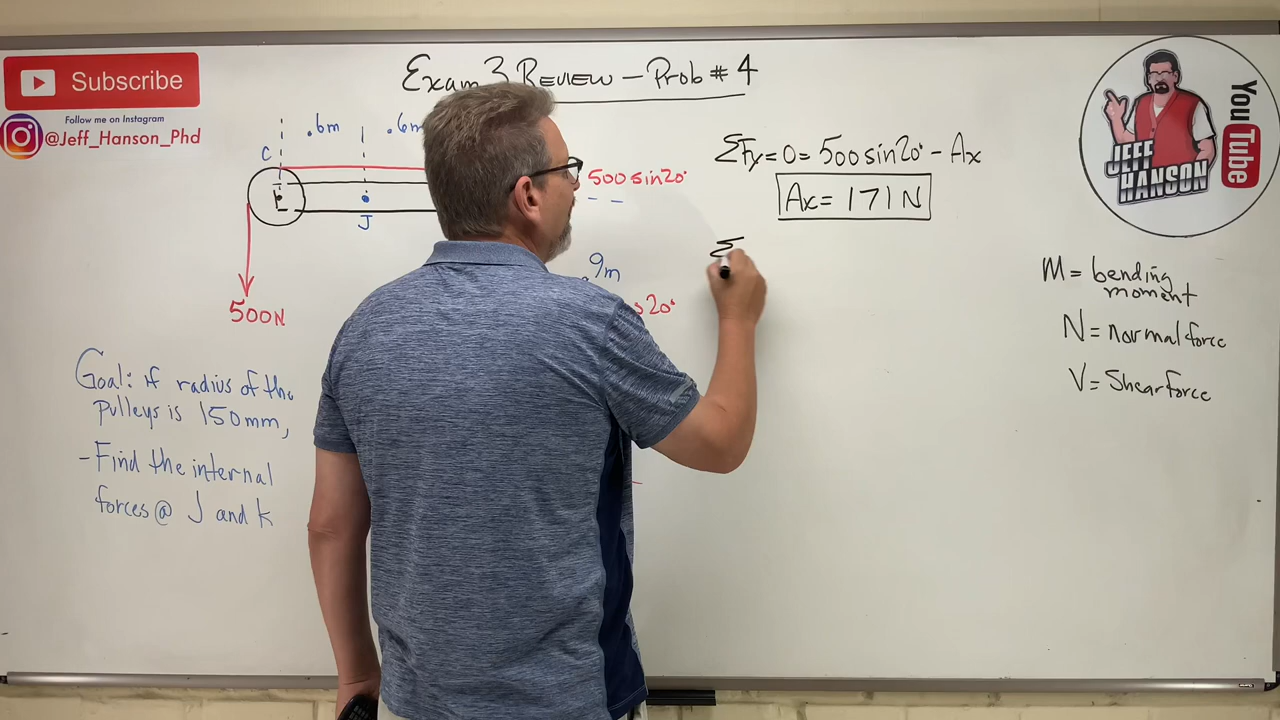 Subscribe
Follow me on Instagram
@Jeff_Hanson_Phd
Exam 3 REVIEW - Prob # 4
.6m
.6m
C
J
500N
500 sin20°
.9m
s20°
Goal: if radius of the
pulleys is 150mm,
- Find the internal
forces @ J and k
ΣFx = 0 = 500 sin20° - Ax
Ax = 171 N
Σ
M = bending
moment
N = normal force
V = Shear force
JEFF
HANSON
YouTube